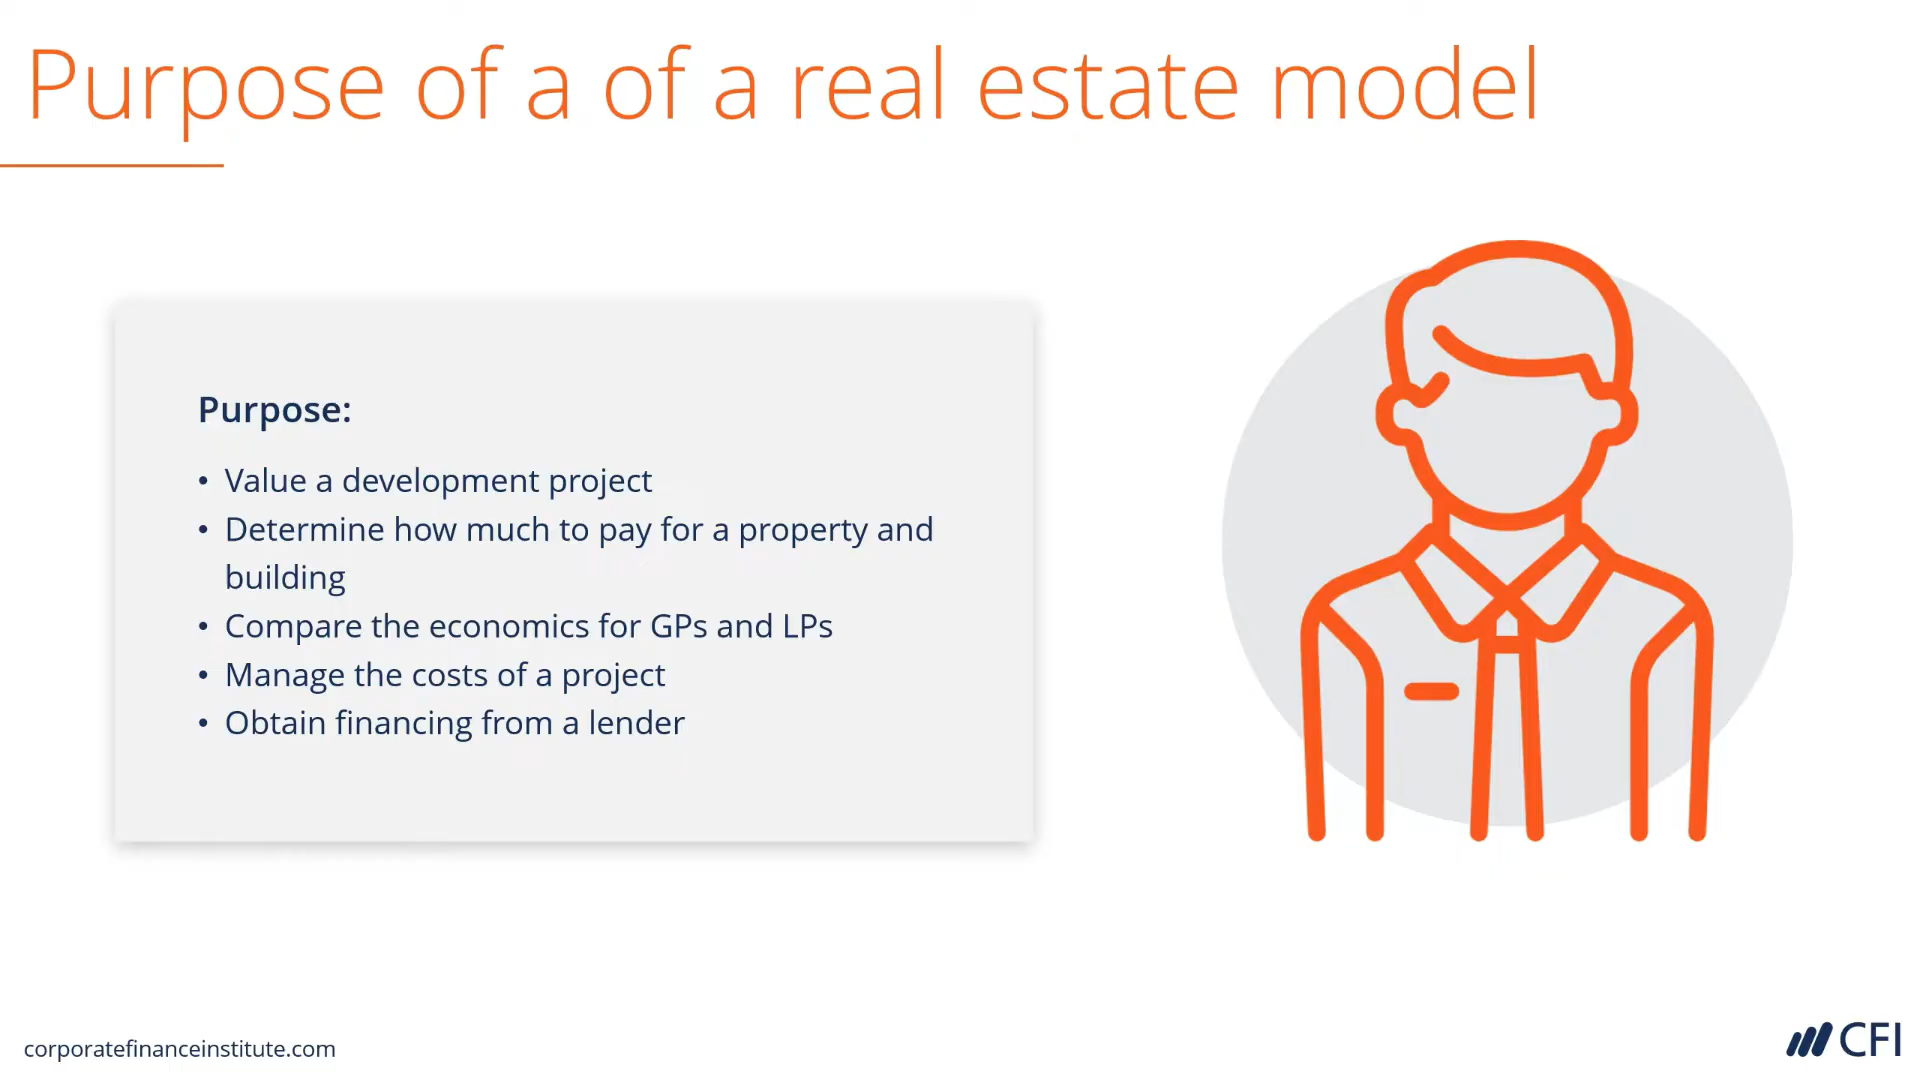 Purpose of a of a real estate model
Purpose:
• Value a development project
• Determine how much to pay for a property and
building
• Compare the economics for GPs and LPs
• Manage the costs of a project
• Obtain financing from a lender
corporatefinanceinstitute.com
CFI